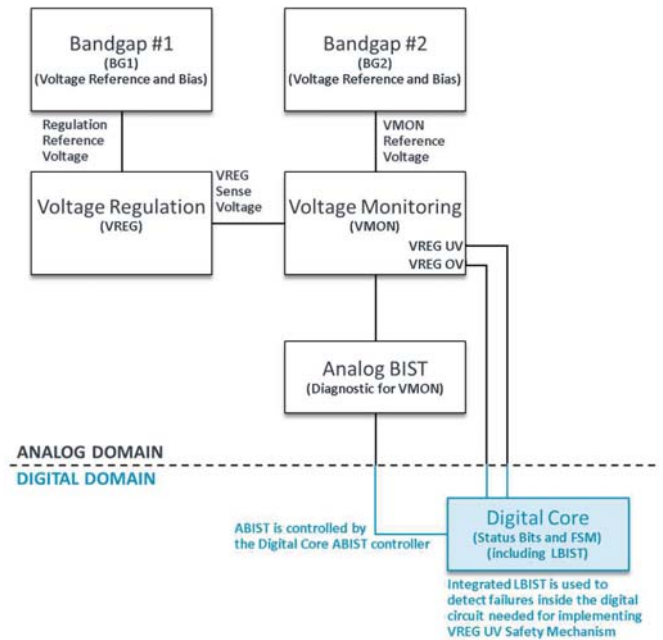 Bandgap #1
(BG1)
(Voltage Reference and Bias)
Bandgap #2
(BG2)
(Voltage Reference and Bias)
Regulation
Reference
Voltage
VMON
Reference
Voltage
Voltage Regulation
(VREG)
VREG
Sense
Voltage
Voltage Monitoring
(VMON)
VREG UV
VREG OV
Analog BIST
(Diagnostic for VMON)
ANALOG DOMAIN
DIGITAL DOMAIN
ABIST is controlled by
the Digital Core ABIST controller
Digital Core
(Status Bits and FSM)
(including LBIST)
Integrated LBIST is used to
detect failures inside the digital
circuit needed for implementing
VREG UV Safety Mechanism